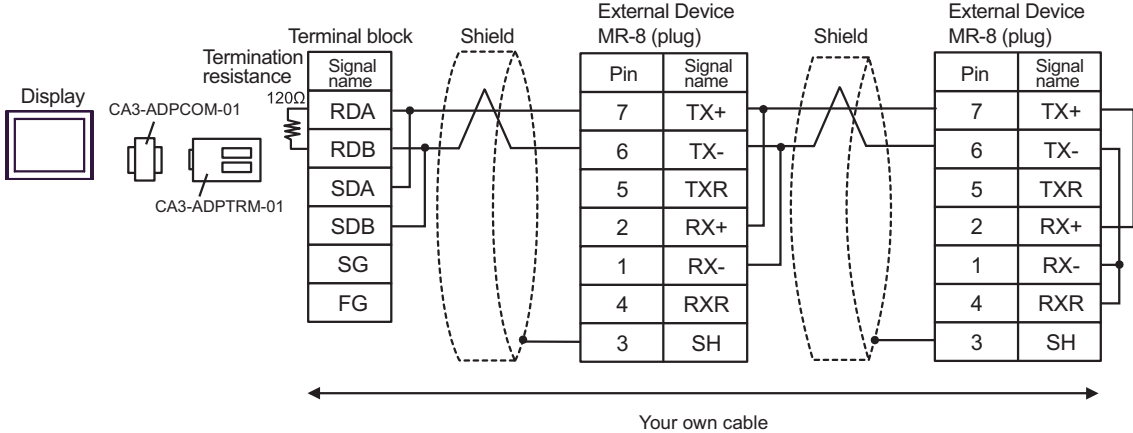 Display
CA3-ADPCOM-01
CA3-ADPTRM-01
Termination
resistance
120Ω
Terminal block
Signal
name
RDA
RDB
SDA
SDB
SG
FG
Shield
External Device
MR-8 (plug)
Pin Signal
name
7 TX+
6 TX-
5 TXR
2 RX+
1 RX-
4 RXR
3 SH
Shield
External Device
MR-8 (plug)
Pin Signal
name
7 TX+
6 TX-
5 TXR
2 RX+
1 RX-
4 RXR
3 SH
Your own cable